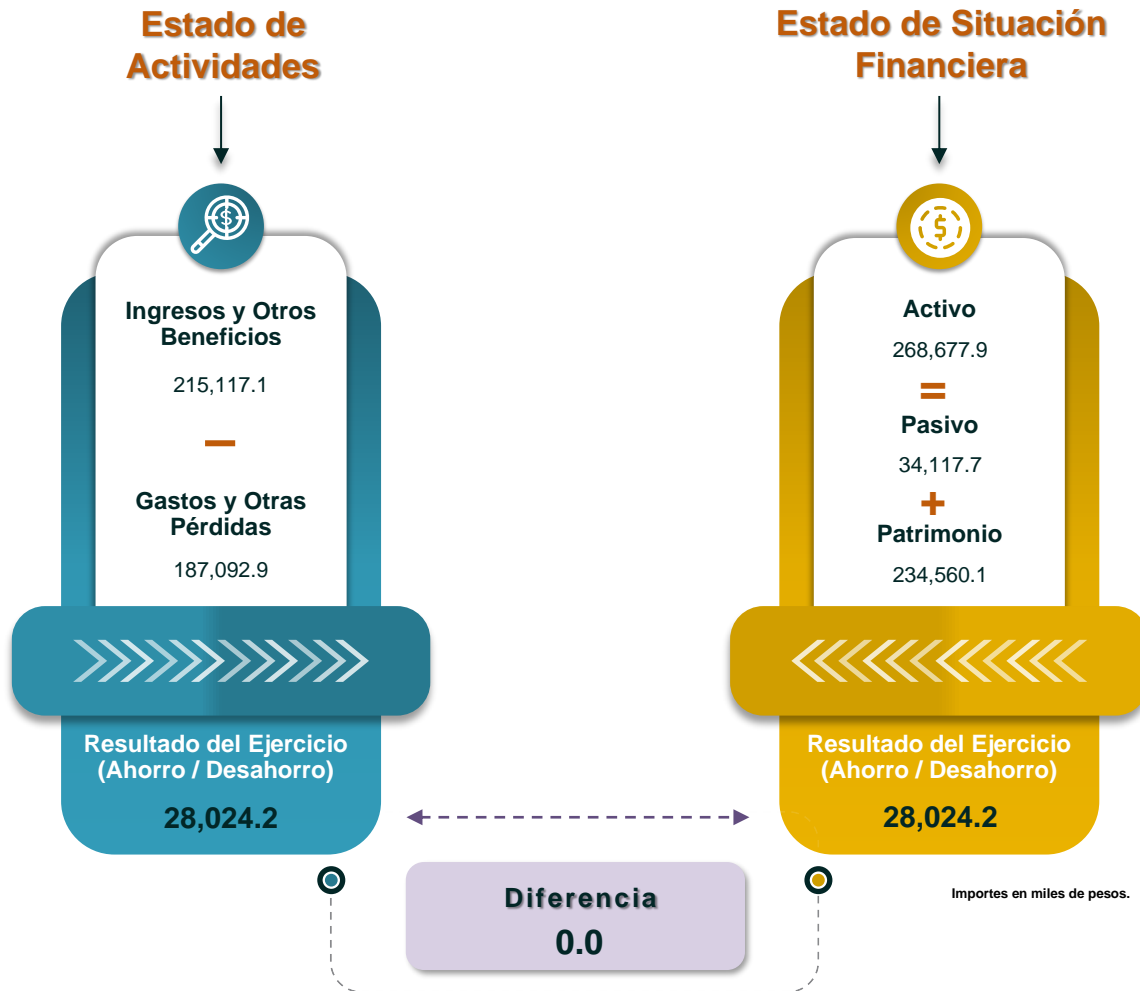 Estado de
Actividades
Ingresos y Otros
Beneficios
215,117.1
−
Gastos y Otras
Pérdidas
187,092.9
Resultado del Ejercicio
(Ahorro / Desahorro)
28,024.2
Estado de Situación
Financiera
$
Activo
268,677.9
=
Pasivo
34,117.7
+
Patrimonio
234,560.1
Resultado del Ejercicio
(Ahorro / Desahorro)
28,024.2
Diferencia
0.0
Importes en miles de pesos.